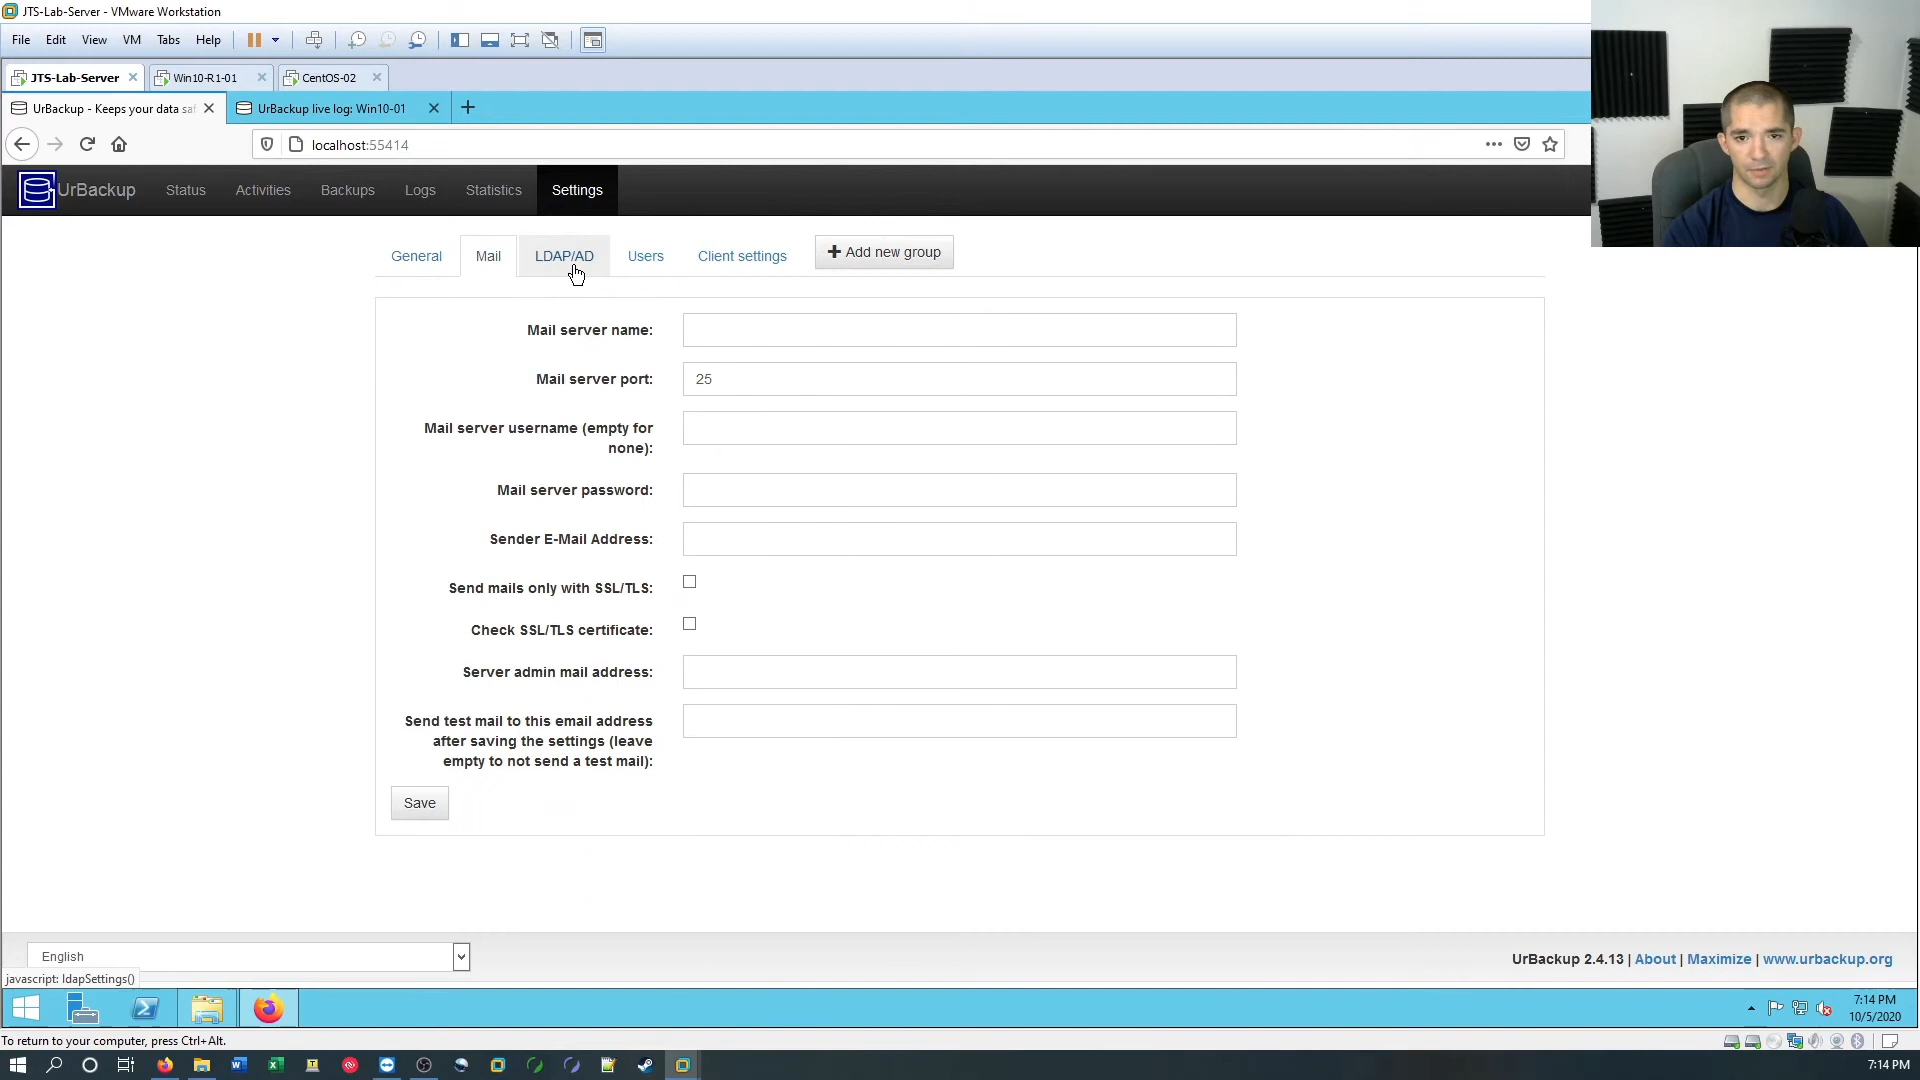 JTS-Lab-Server - VMware Workstation
File Edit View VM Tabs Help
JTS-Lab-Server Win10-R1-01 CentOS-02
UrBackup - Keeps your data saf UrBackup live log: Win10-01
localhost:55414
UrBackup Status Activities Backups Logs Statistics Settings
General Mail LDAP/AD Users Client settings Add new group
Mail server name:
Mail server port: 25
Mail server username (empty for
none):
Mail server password:
Sender E-Mail Address:
Send mails only with SSL/TLS:
Check SSL/TLS certificate:
Server admin mail address:
Send test mail to this email address
after saving the settings (leave
empty to not send a test mail):
Save
English
UrBackup 2.4.13 | About | Maximize | www.urbackup.org
javascript: ldapSettings()
7:14 PM
10/5/2020
To return to your computer, press Ctrl+Alt.
7:14 PM